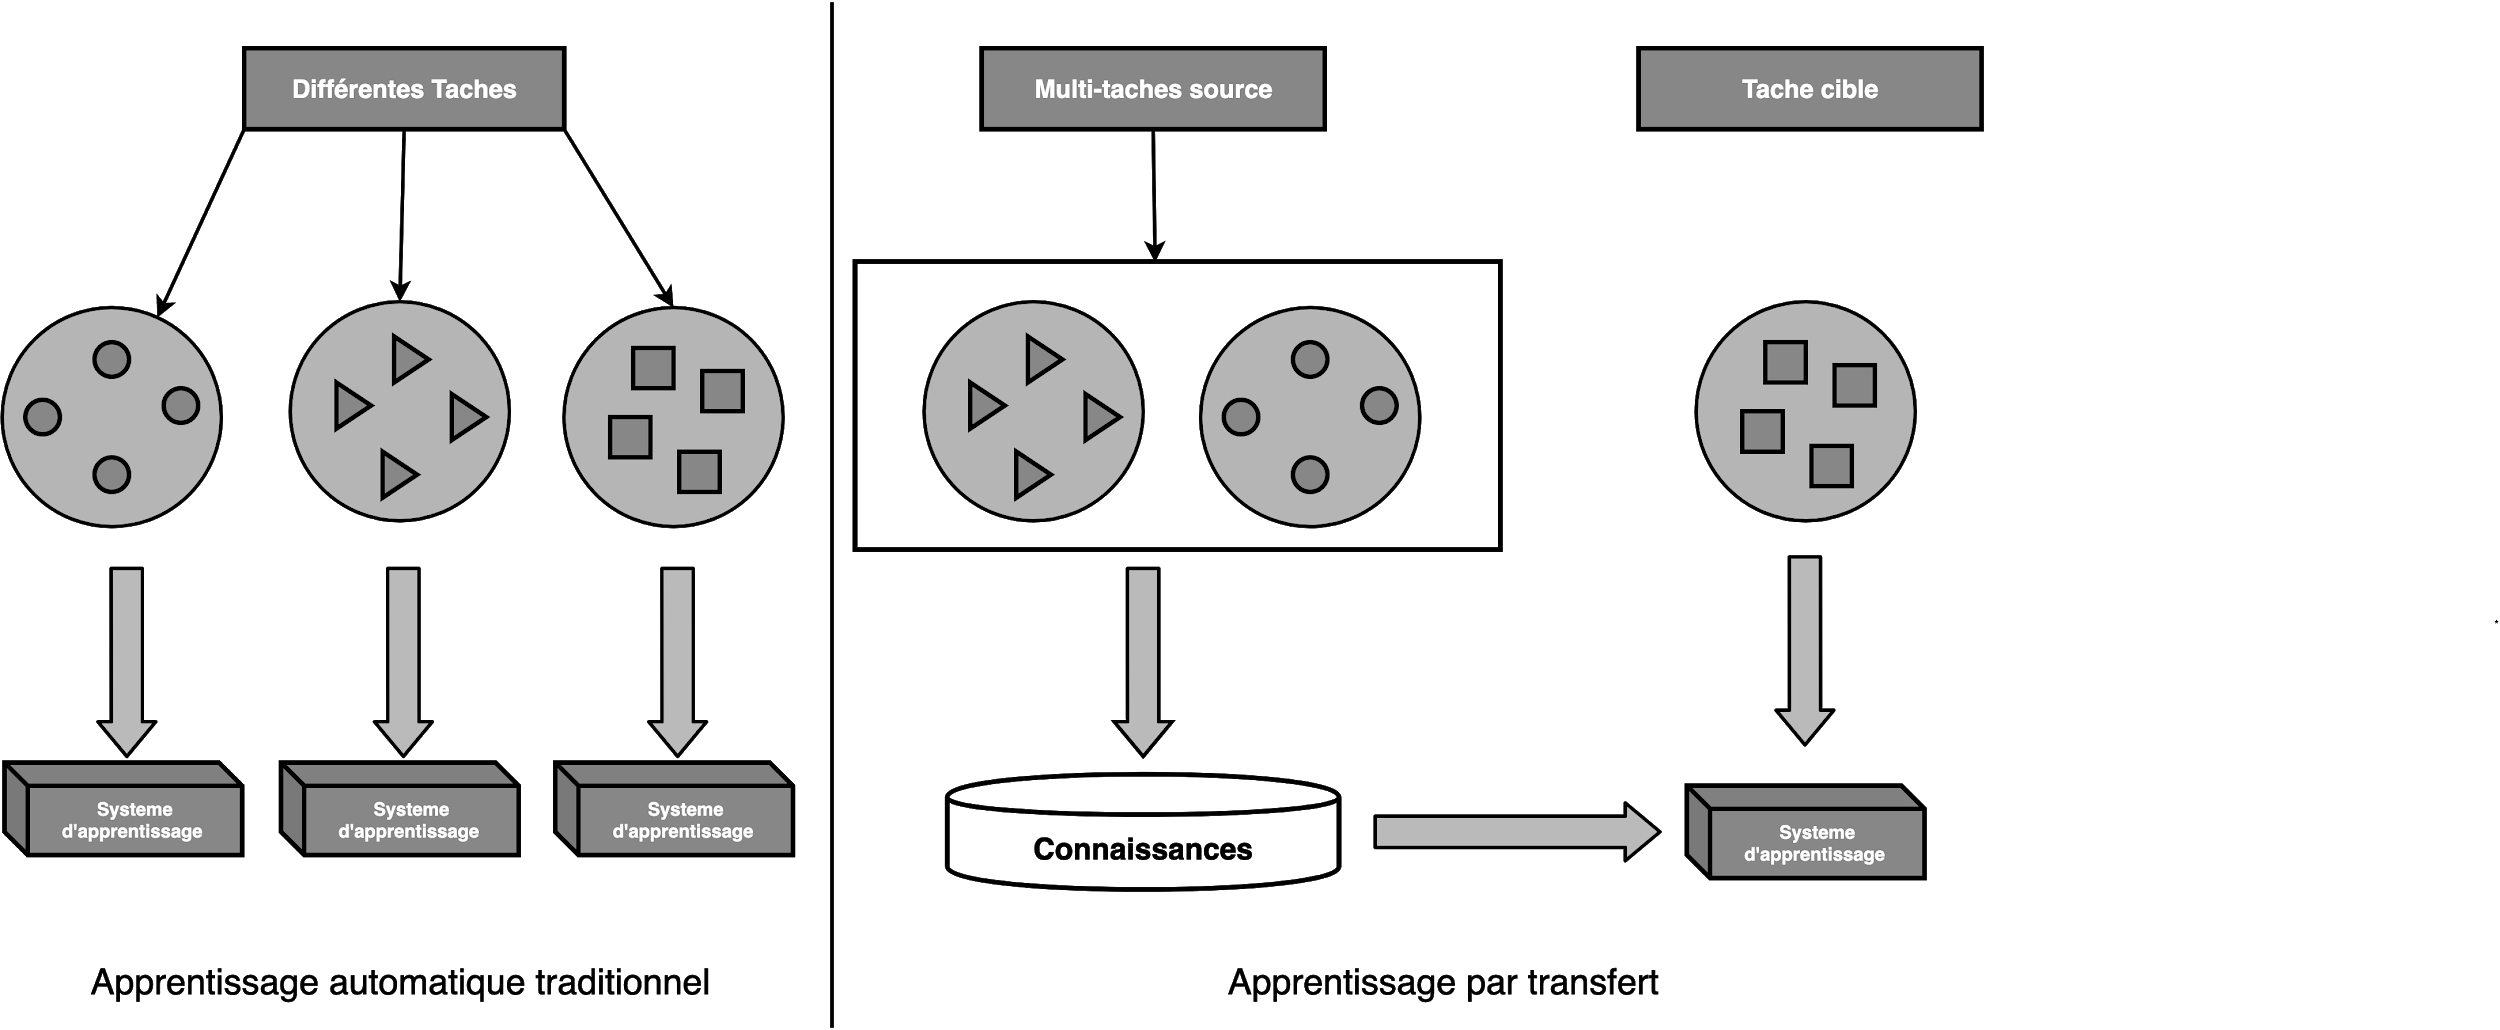 Différentes Taches
Multi-taches source
Tache cible
Systeme
d'apprentissage
Systeme
d'apprentissage
Systeme
d'apprentissage
Connaissances
Systeme
d'apprentissage
Apprentissage automatique traditionnel
Apprentissage par transfert